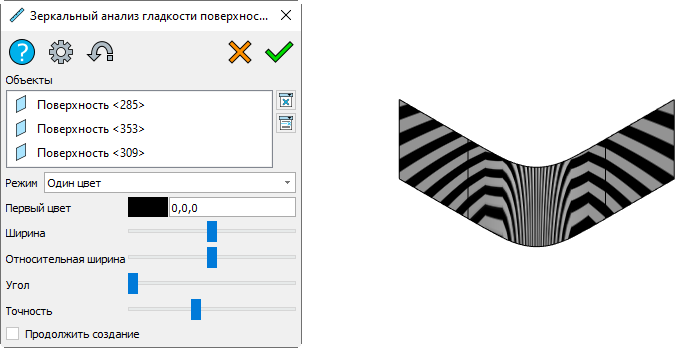 Зеркальный анализ гладкости поверхнос...
?
Объекты
Поверхность <285>
Поверхность <353>
Поверхность <309>
Режим Один цвет
Первый цвет 0,0,0
Ширина
Относительная ширина
Угол
Точность
Продолжить создание